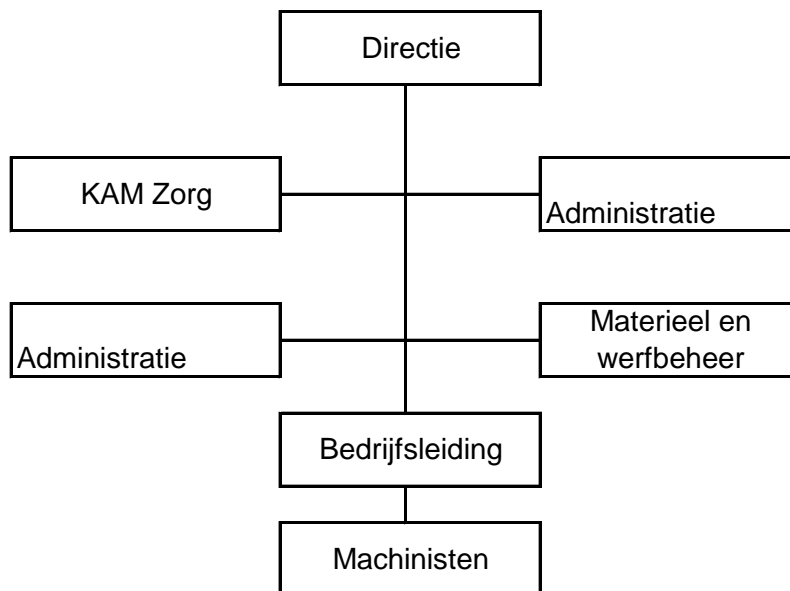 Directie
KAM Zorg
Administratie
Administratie
Materieel en
werfbeheer
Bedrijfsleiding
Machinisten